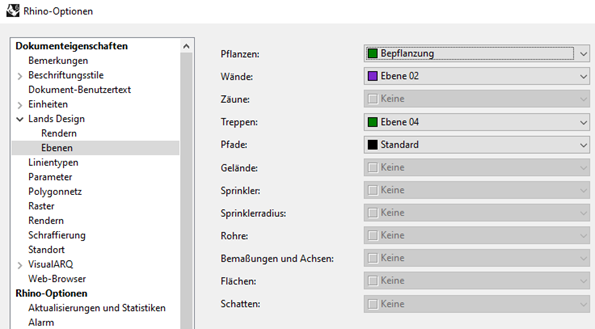 Rhino-Optionen
Dokumenteigenschaften
Bemerkungen
Beschriftungsstile
Dokument-Benutzertext
Einheiten
Lands Design
Rendern
Ebenen
Linientypen
Parameter
Polygonnetz
Raster
Rendern
Schraffierung
Standort
VisualARQ
Web-Browser
Rhino-Optionen
Aktualisierungen und Statistiken
Alarm
Pflanzen: Bepflanzung
Wände: Ebene 02
Zäune: Keine
Treppen: Ebene 04
Pfade: Standard
Gelände: Keine
Sprinkler: Keine
Sprinklerradius: Keine
Rohre: Keine
Bemaßungen und Achsen: Keine
Flächen: Keine
Schatten: Keine